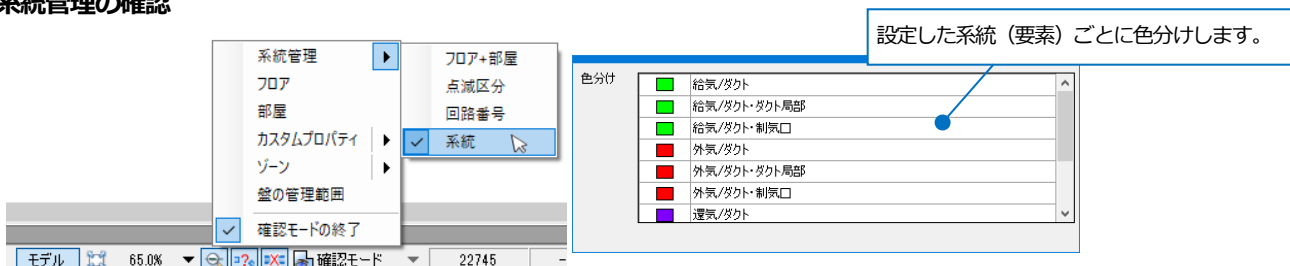 系統管理の確認
設定した系統（要素）ごとに色分けします。
系統管理
フロア
部屋
カスタムプロパティ
ゾーン
盤の管理範囲
確認モードの終了
フロア+部屋
点滅区分
回路番号
系統
色分け
給気/ダクト
給気/ダクト・ダクト局部
給気/ダクト・制気口
外気/ダクト
外気/ダクト・ダクト局部
外気/ダクト・制気口
還気/ダクト
モデル 65.0% 確認モード 22745